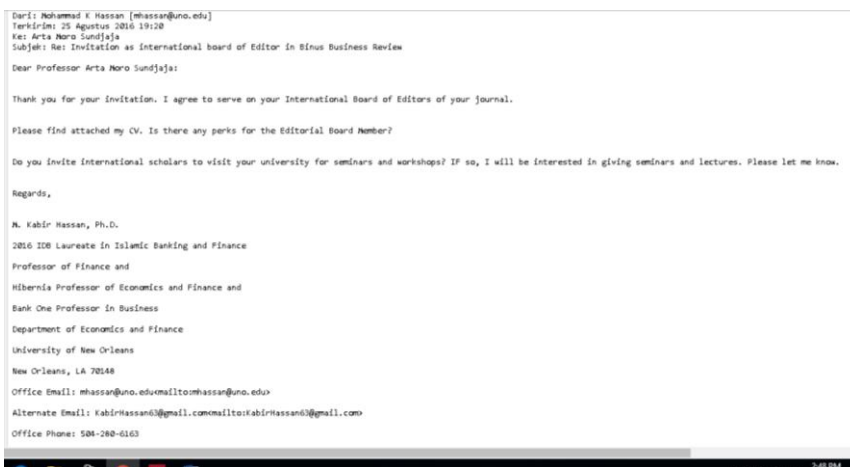 Dari: Mohammad K Hassan [mhassan@uno.edu]
Terkirim: 25 Agustus 2016 19:20
Ke: Arta Moro Sundjaja
Subjek: Re: Invitation as international board of Editor in Binus Business Review
Dear Professor Arta Moro Sundjaja:
Thank you for your invitation. I agree to serve on your International Board of Editors of your journal.
Please find attached my CV. Is there any perks for the Editorial Board Member?
Do you invite international scholars to visit your university for seminars and workshops? IF so, I will be interested in giving seminars and lectures. Please let me know.
Regards,
M. Kabir Hassan, Ph.D.
2016 IDB Laureate in Islamic Banking and Finance
Professor of Finance and
Hibernia Professor of Economics and Finance and
Bank One Professor in Business
Department of Economics and Finance
University of New Orleans
New Orleans, LA 70148
Office Email: mhassan@uno.edu<mailto:mhassan@uno.edu>
Alternate Email: KabirHassan63@gmail.com<mailto:KabirHassan63@gmail.com>
Office Phone: 504-280-6163
3:48 PM